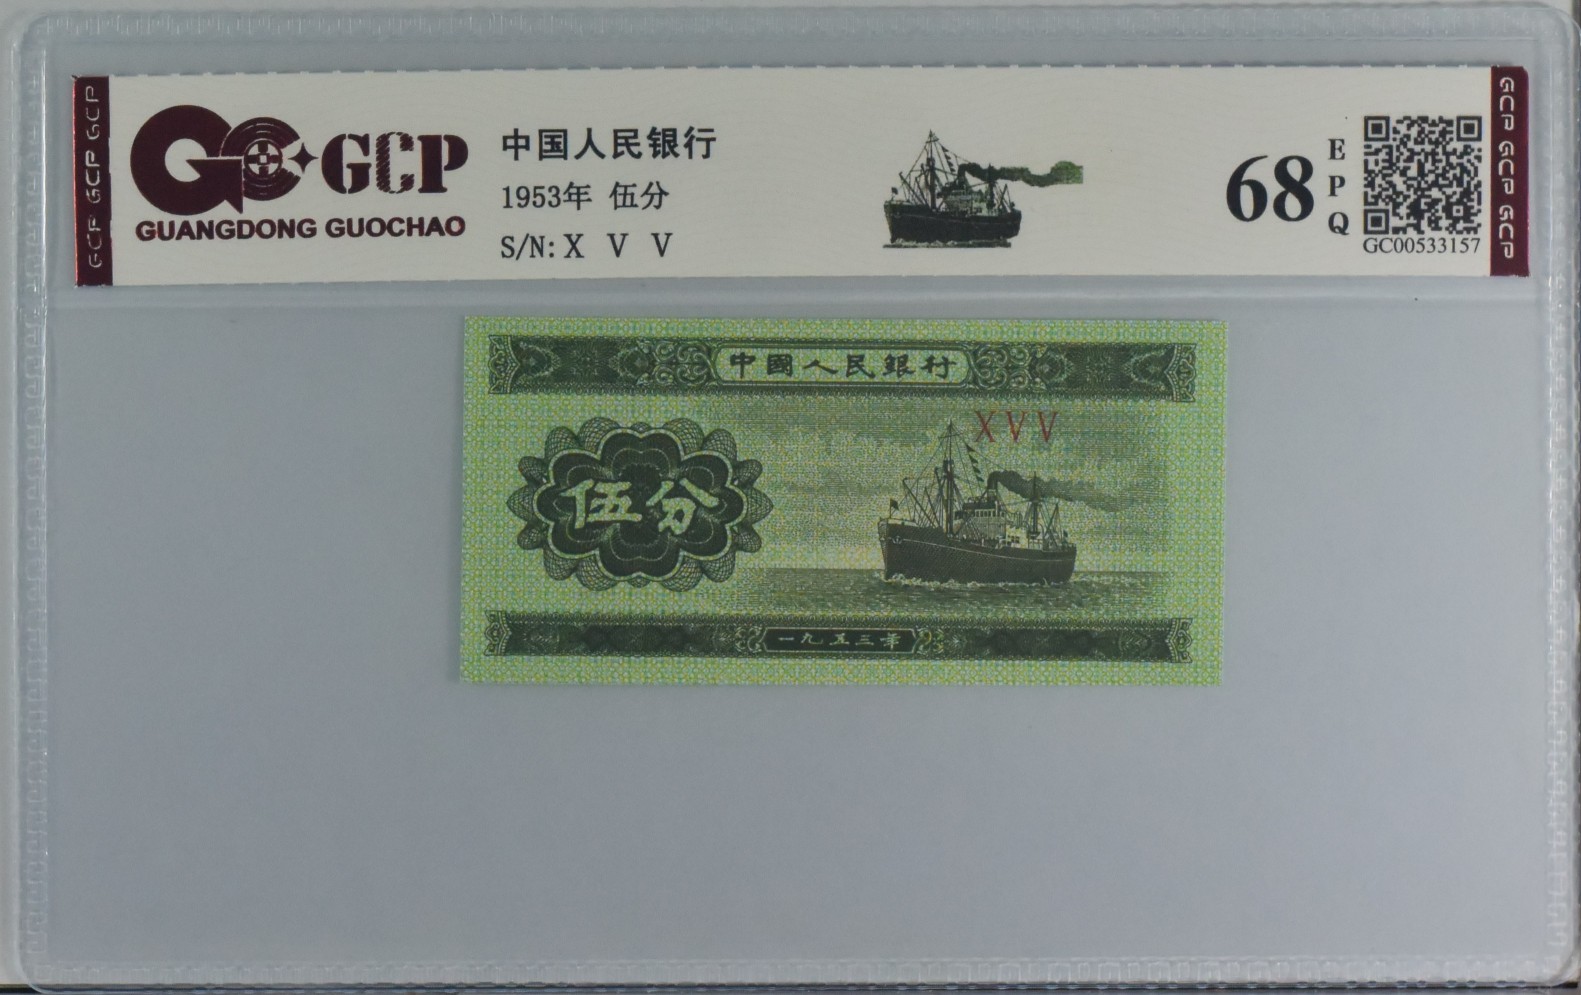 GCP GCP GCP
GCP
GUANGDONG GUOCHAO
中国人民银行
1953年 伍分
S/N: X V V
68
EPQ
GC00533157
GCP GCP GCP
中國人民銀行
XVV
伍分
一九五三年